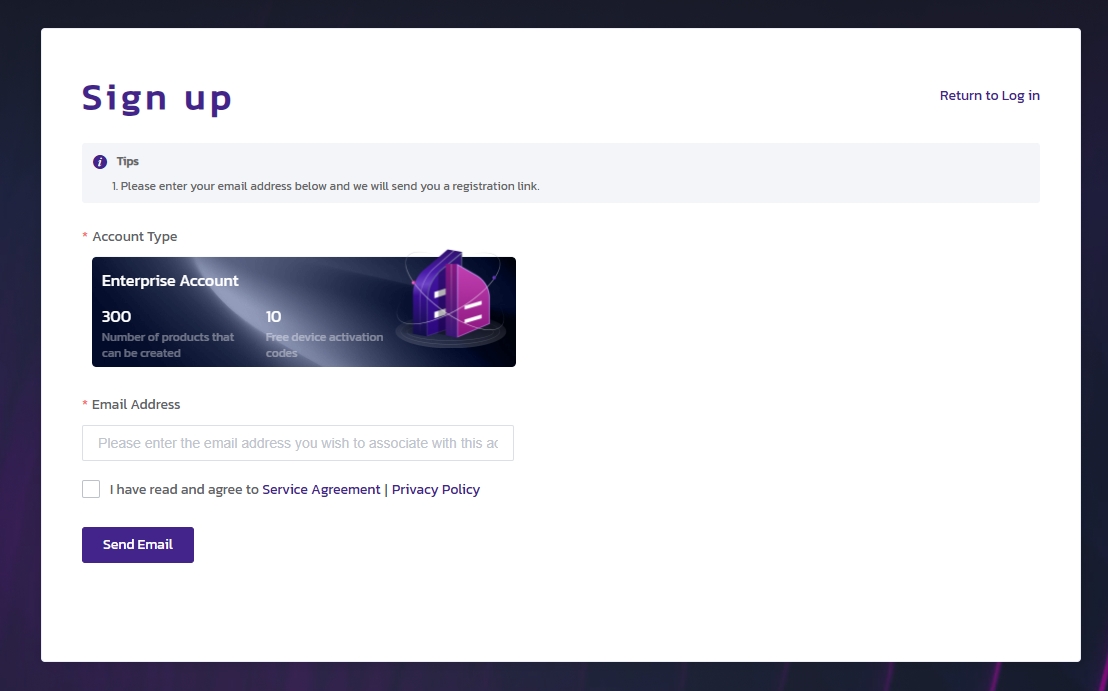 Sign up
Return to Log in
Tips
1. Please enter your email address below and we will send you a registration link.
* Account Type
Enterprise Account
300
Number of products that
can be created
10
Free device activation
codes
* Email Address
Please enter the email address you wish to associate with this ac
I have read and agree to Service Agreement | Privacy Policy
Send Email